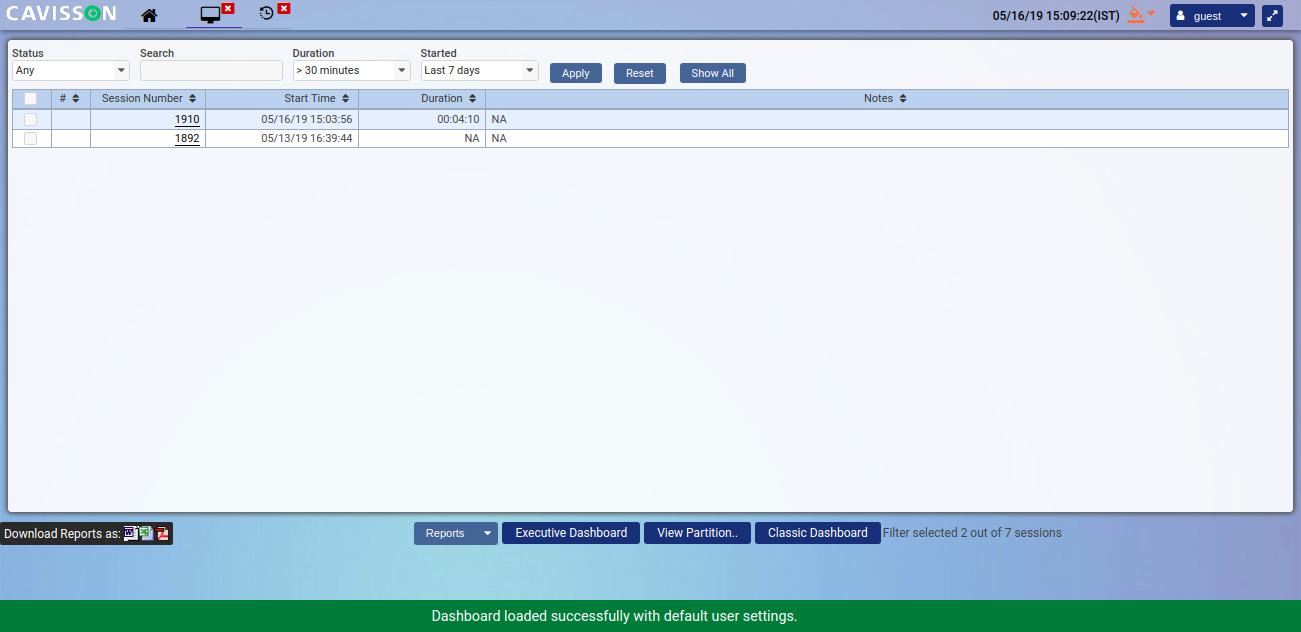 CAVISSON
05/16/19 15:09:22(IST)
guest
Status Search Duration Started
Any > 30 minutes Last 7 days Apply Reset Show All
# Session Number Start Time Duration Notes
1910 05/16/19 15:03:56 00:04:10 NA
1892 05/13/19 16:39:44 NA NA
Download Reports as:
Reports Executive Dashboard View Partition.. Classic Dashboard Filter selected 2 out of 7 sessions
Dashboard loaded successfully with default user settings.